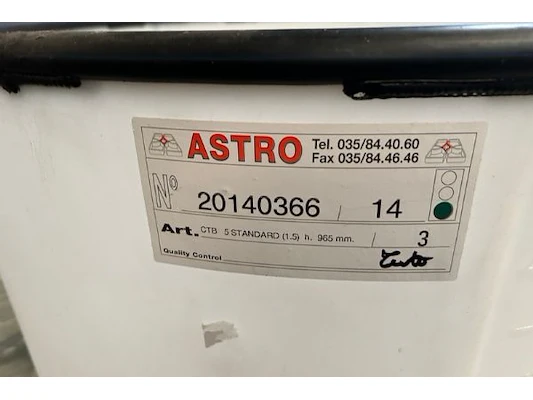 ASTRO Tel. 035/84.40.60
Fax 035/84.46.46
Nº 20140366 / 14
Art. CTB 5 STANDARD (1.5) h. 965 mm. / 3
Quality Control